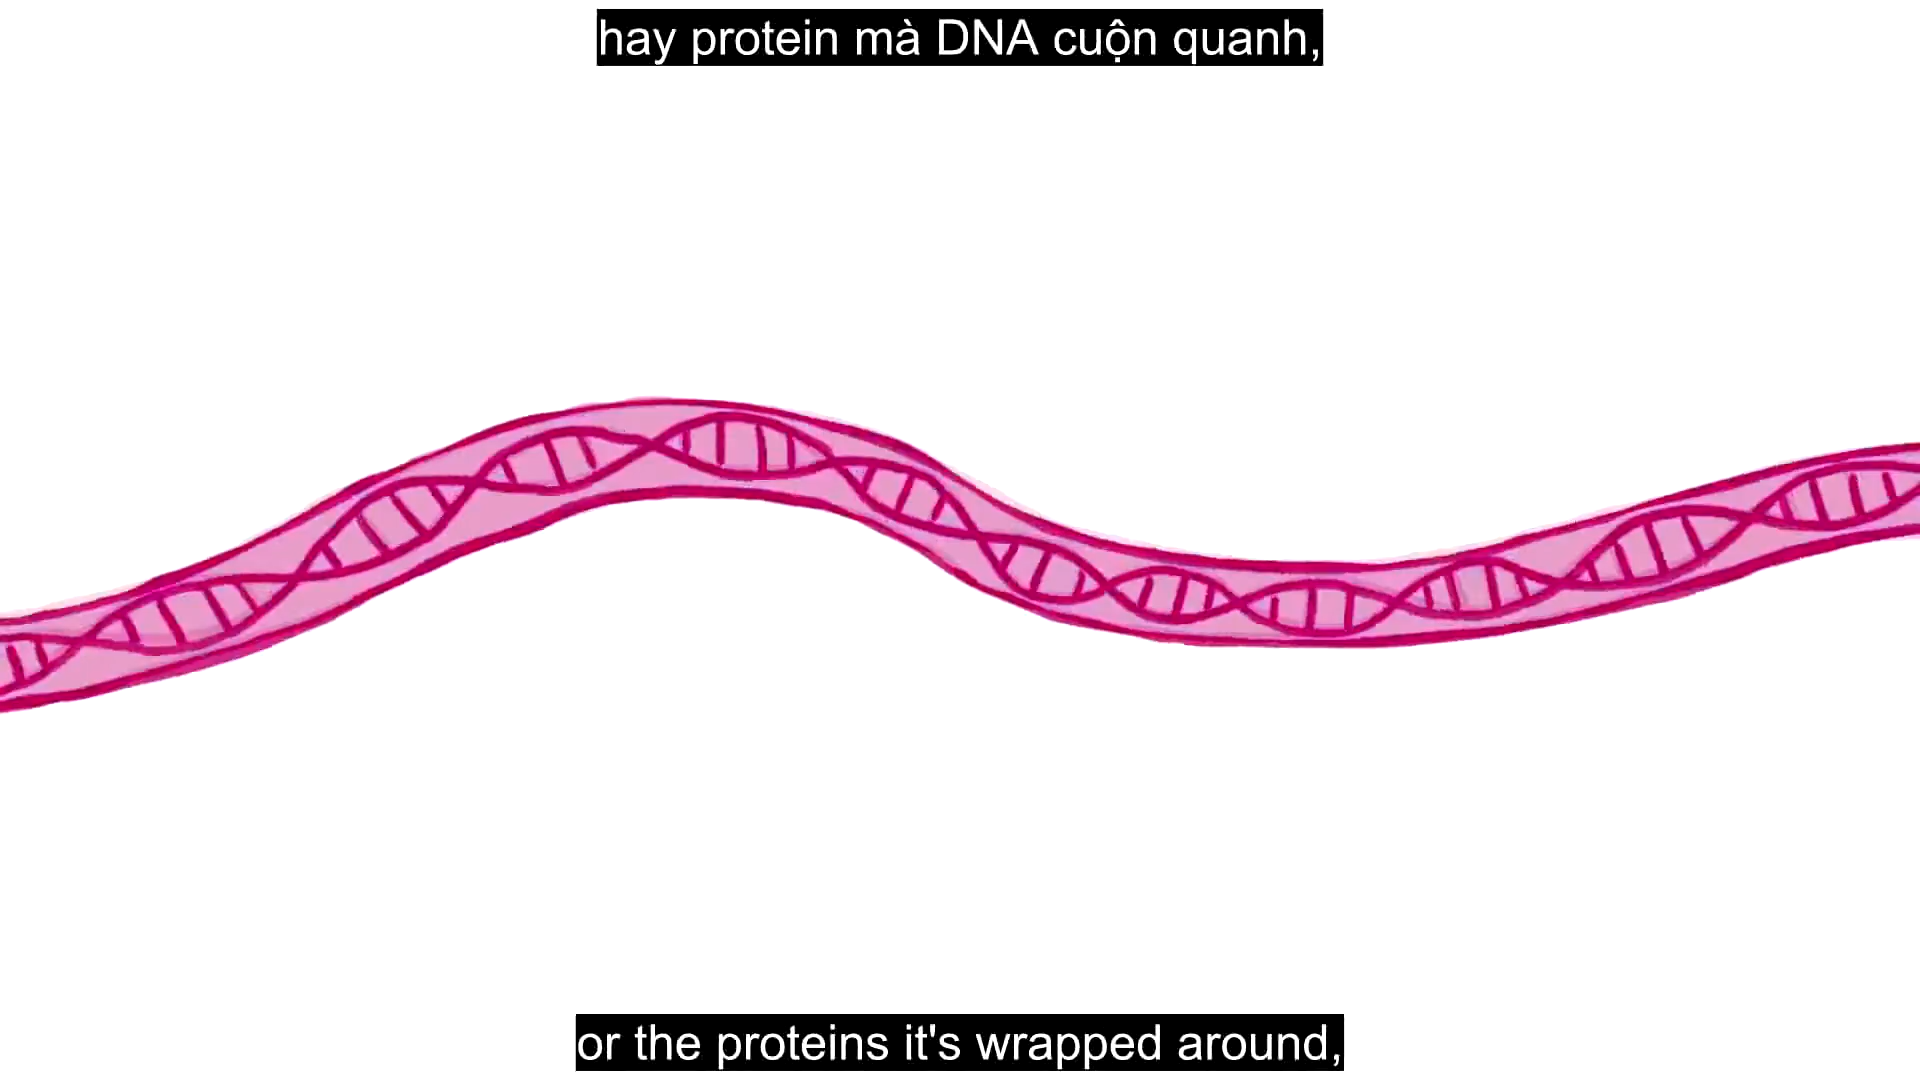 hay protein mà DNA cuộn quanh,
or the proteins it's wrapped around,